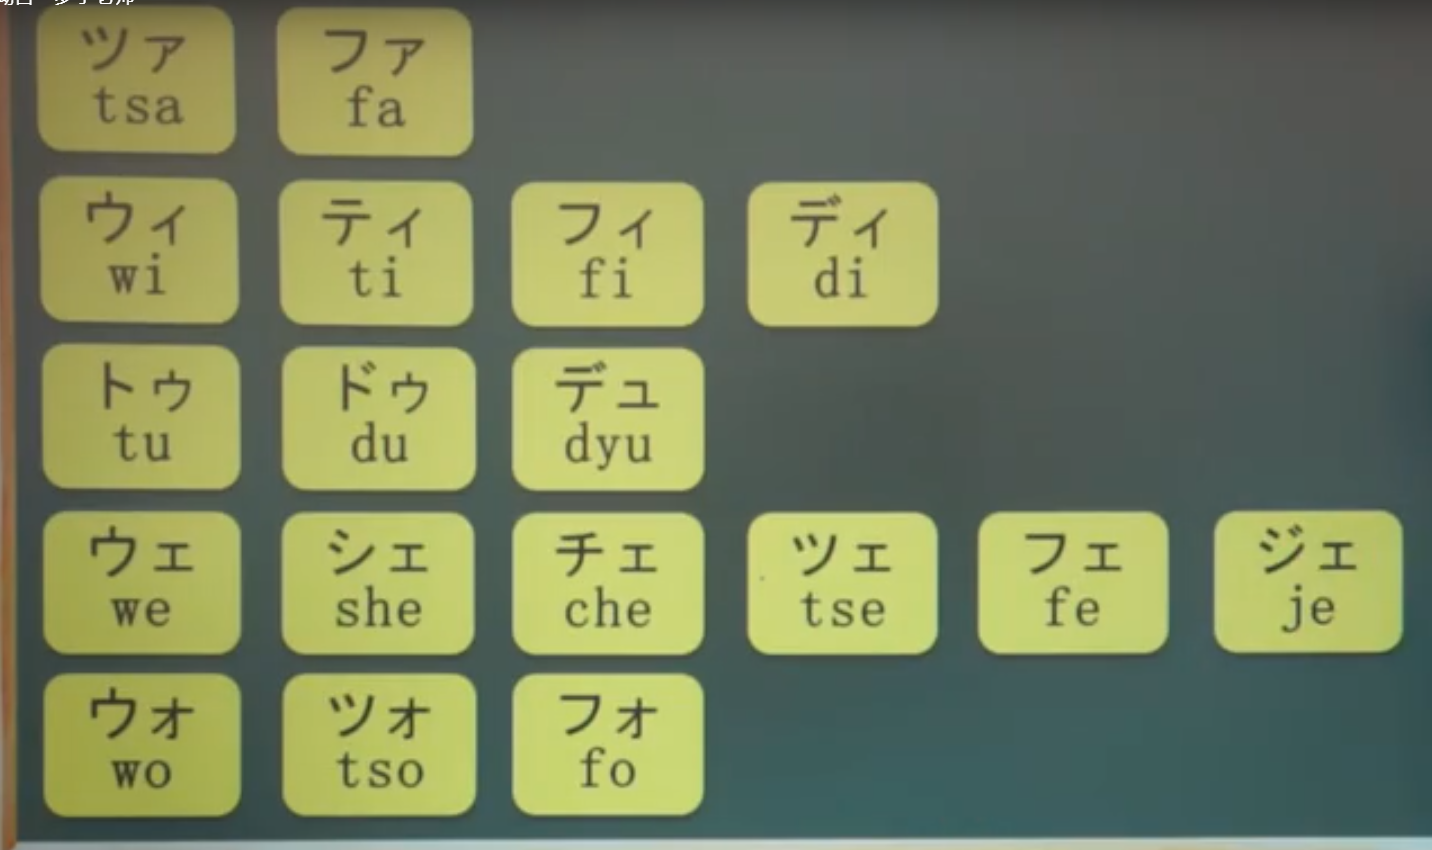 ツァ ファ
tsa fa
ウィ ティ フィ ディ
wi ti fi di
トゥ ドゥ デュ
tu du dyu
ウェ シェ チェ ツェ フェ ジェ
we she che tse fe je
ウォ ツォ フォ
wo tso fo